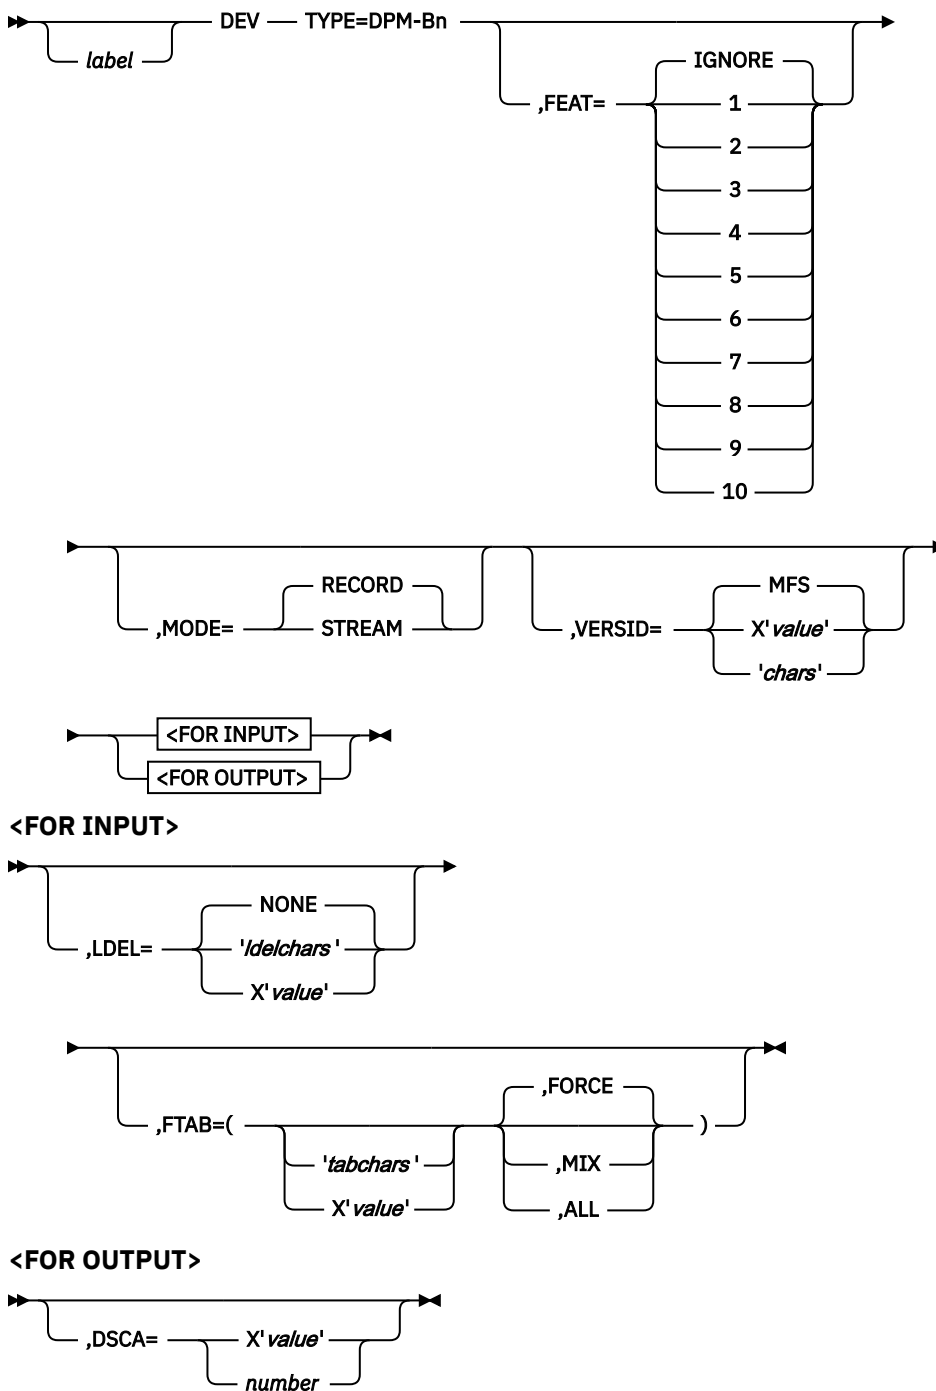 DEV TYPE=DPM-Bn
label
IGNORE
,FEAT= 1
2
3
4
5
6
7
8
9
10
RECORD
,MODE= STREAM
MFS
,VERSID= X'value'
'chars'
<FOR INPUT>
<FOR OUTPUT>
<FOR INPUT>
NONE
,LDEL= 'ldelchars'
X'value'
,FORCE
,FTAB=( )
'tabchars' ,MIX
X'value' ,ALL
<FOR OUTPUT>
,DSCA= X'value'
number